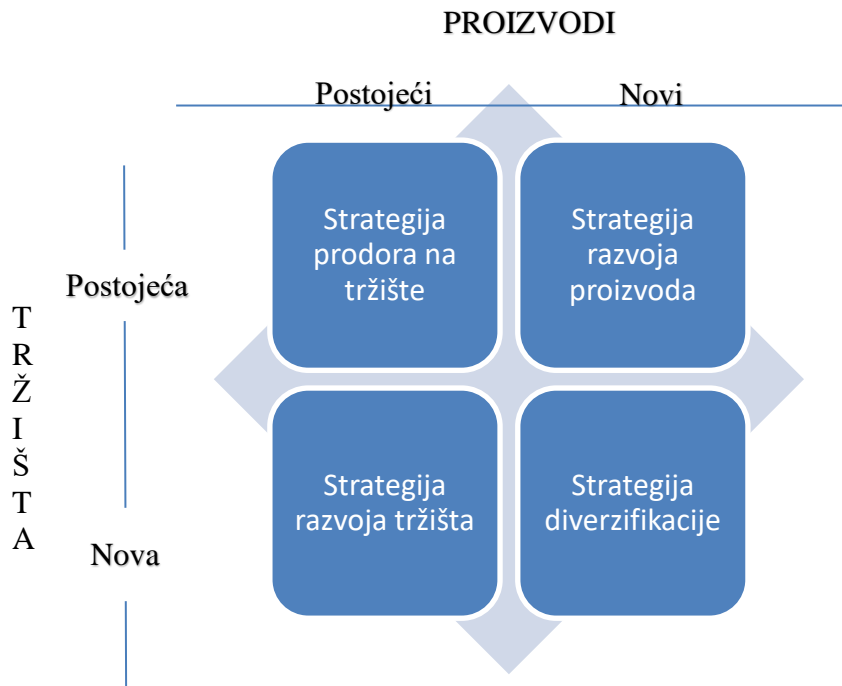 PROIZVODI
Postojeći
Novi
Strategija
prodora na
tržište
Strategija
razvoja
proizvoda
Postojeća
T
R
Ž
I
Š
T
A
Strategija
razvoja tržišta
Strategija
diverzifikacije
Nova